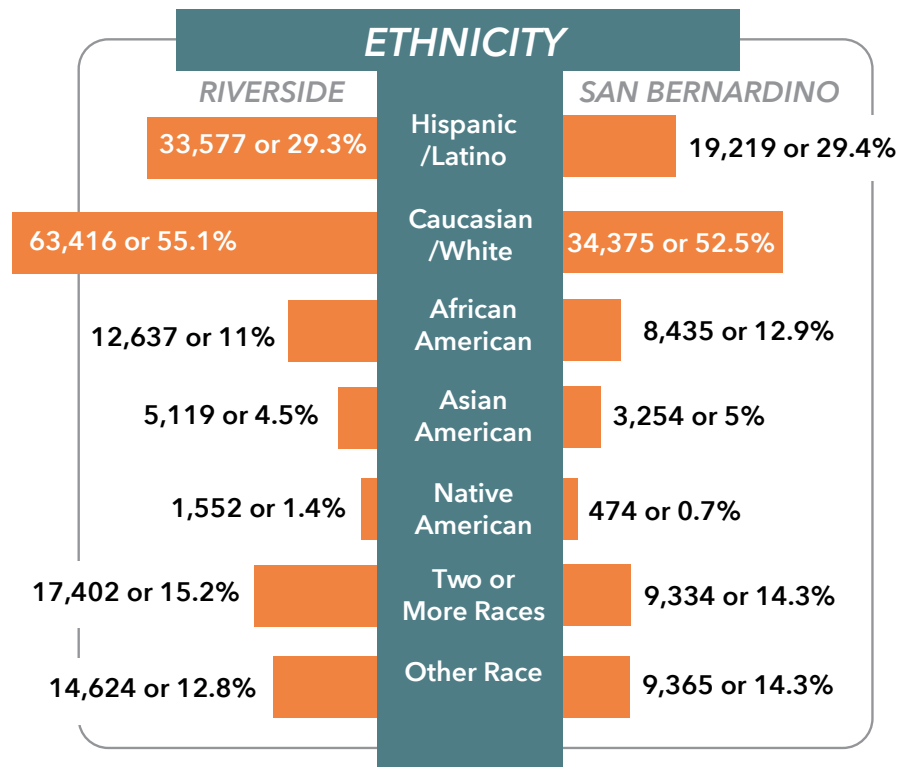 ETHNICITY
RIVERSIDE
SAN BERNARDINO
33,577 or 29.3%
Hispanic
/Latino
19,219 or 29.4%
63,416 or 55.1%
Caucasian
/White
34,375 or 52.5%
12,637 or 11%
African
American
8,435 or 12.9%
5,119 or 4.5%
Asian
American
3,254 or 5%
1,552 or 1.4%
Native
American
474 or 0.7%
17,402 or 15.2%
Two or
More Races
9,334 or 14.3%
14,624 or 12.8%
Other Race
9,365 or 14.3%